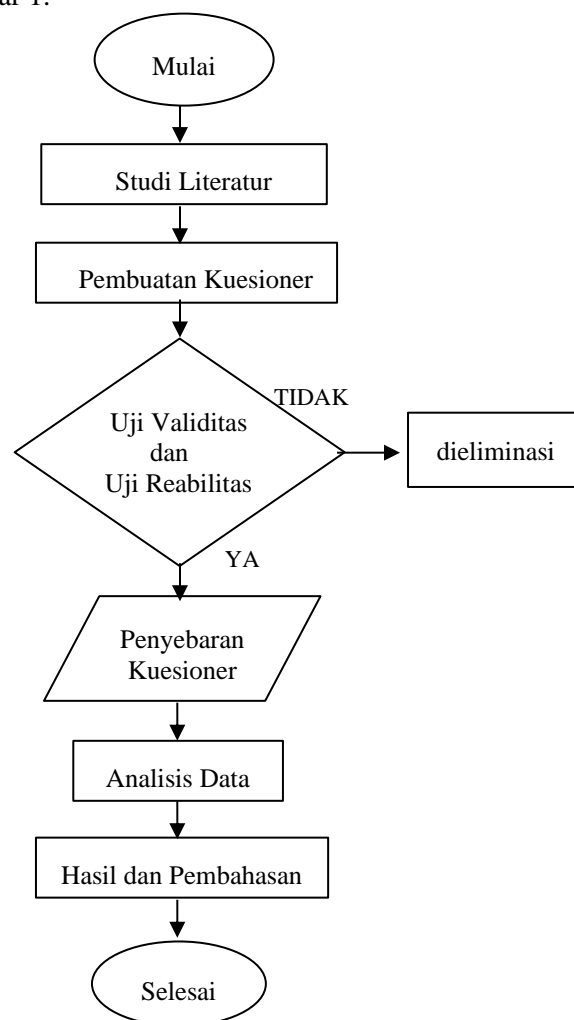 Mulai
Studi Literatur
Pembuatan Kuesioner
TIDAK
Uji Validitas
dan
Uji Reabilitas
dieliminasi
YA
Penyebaran
Kuesioner
Analisis Data
Hasil dan Pembahasan
Selesai